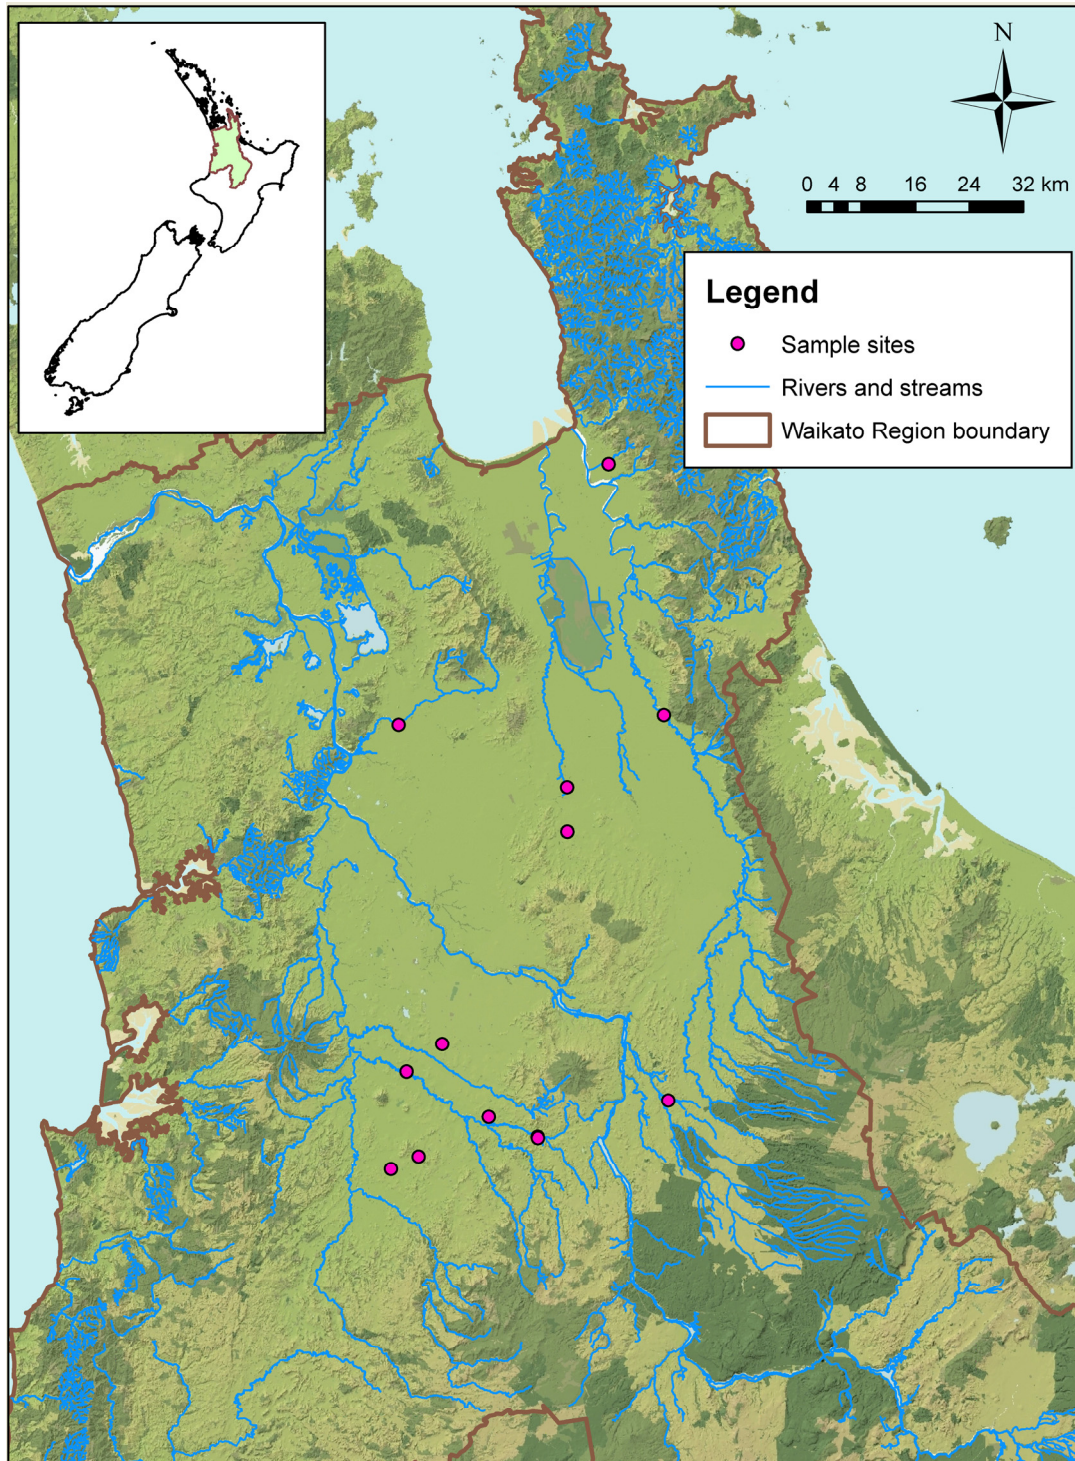 N
0 4 8 16 24 32 km
Legend
Sample sites
Rivers and streams
Waikato Region boundary